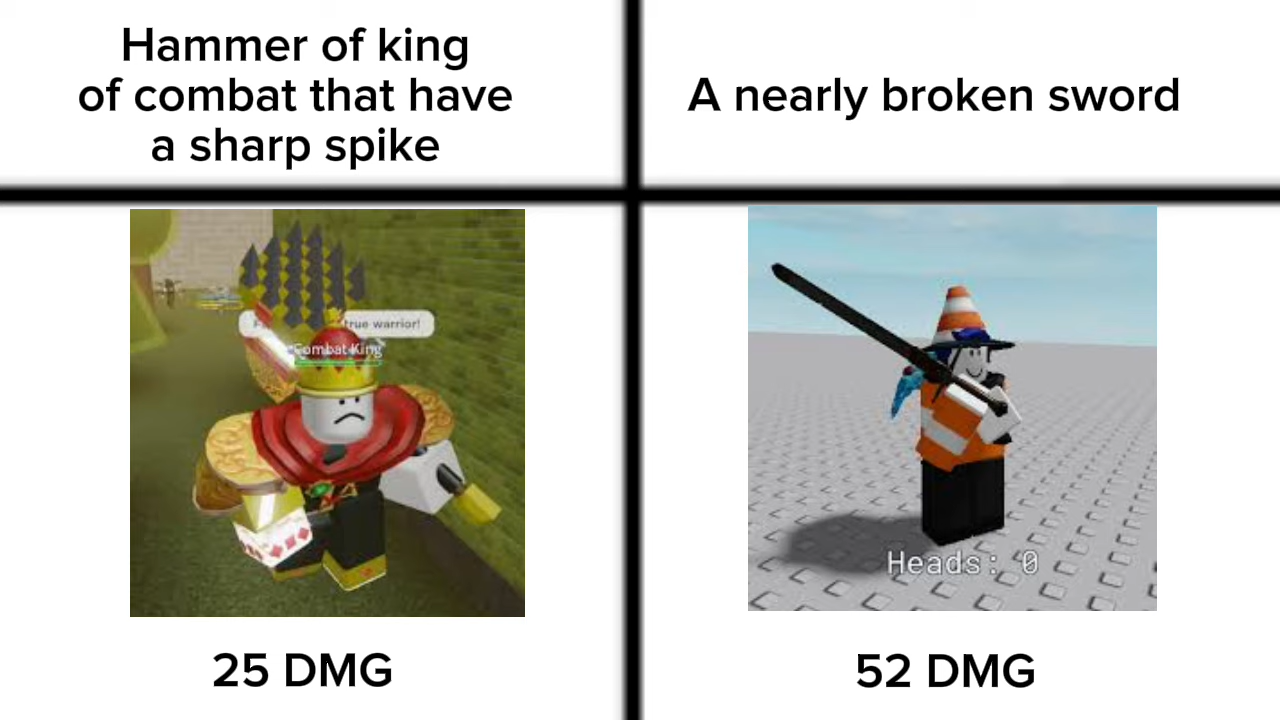 Hammer of king
of combat that have
a sharp spike
A nearly broken sword
true warrior!
Combat King
Heads: 0
25 DMG
52 DMG